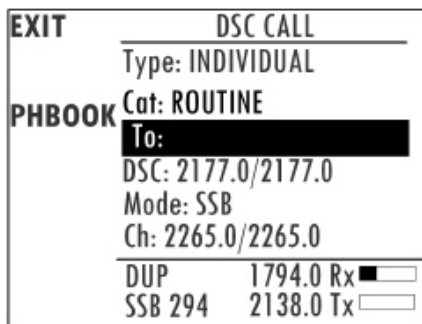 EXIT
DSC CALL
Type: INDIVIDUAL
PHBOOK
Cat: ROUTINE
To:
DSC: 2177.0/2177.0
Mode: SSB
Ch: 2265.0/2265.0
DUP 1794.0 Rx
SSB 294 2138.0 Tx